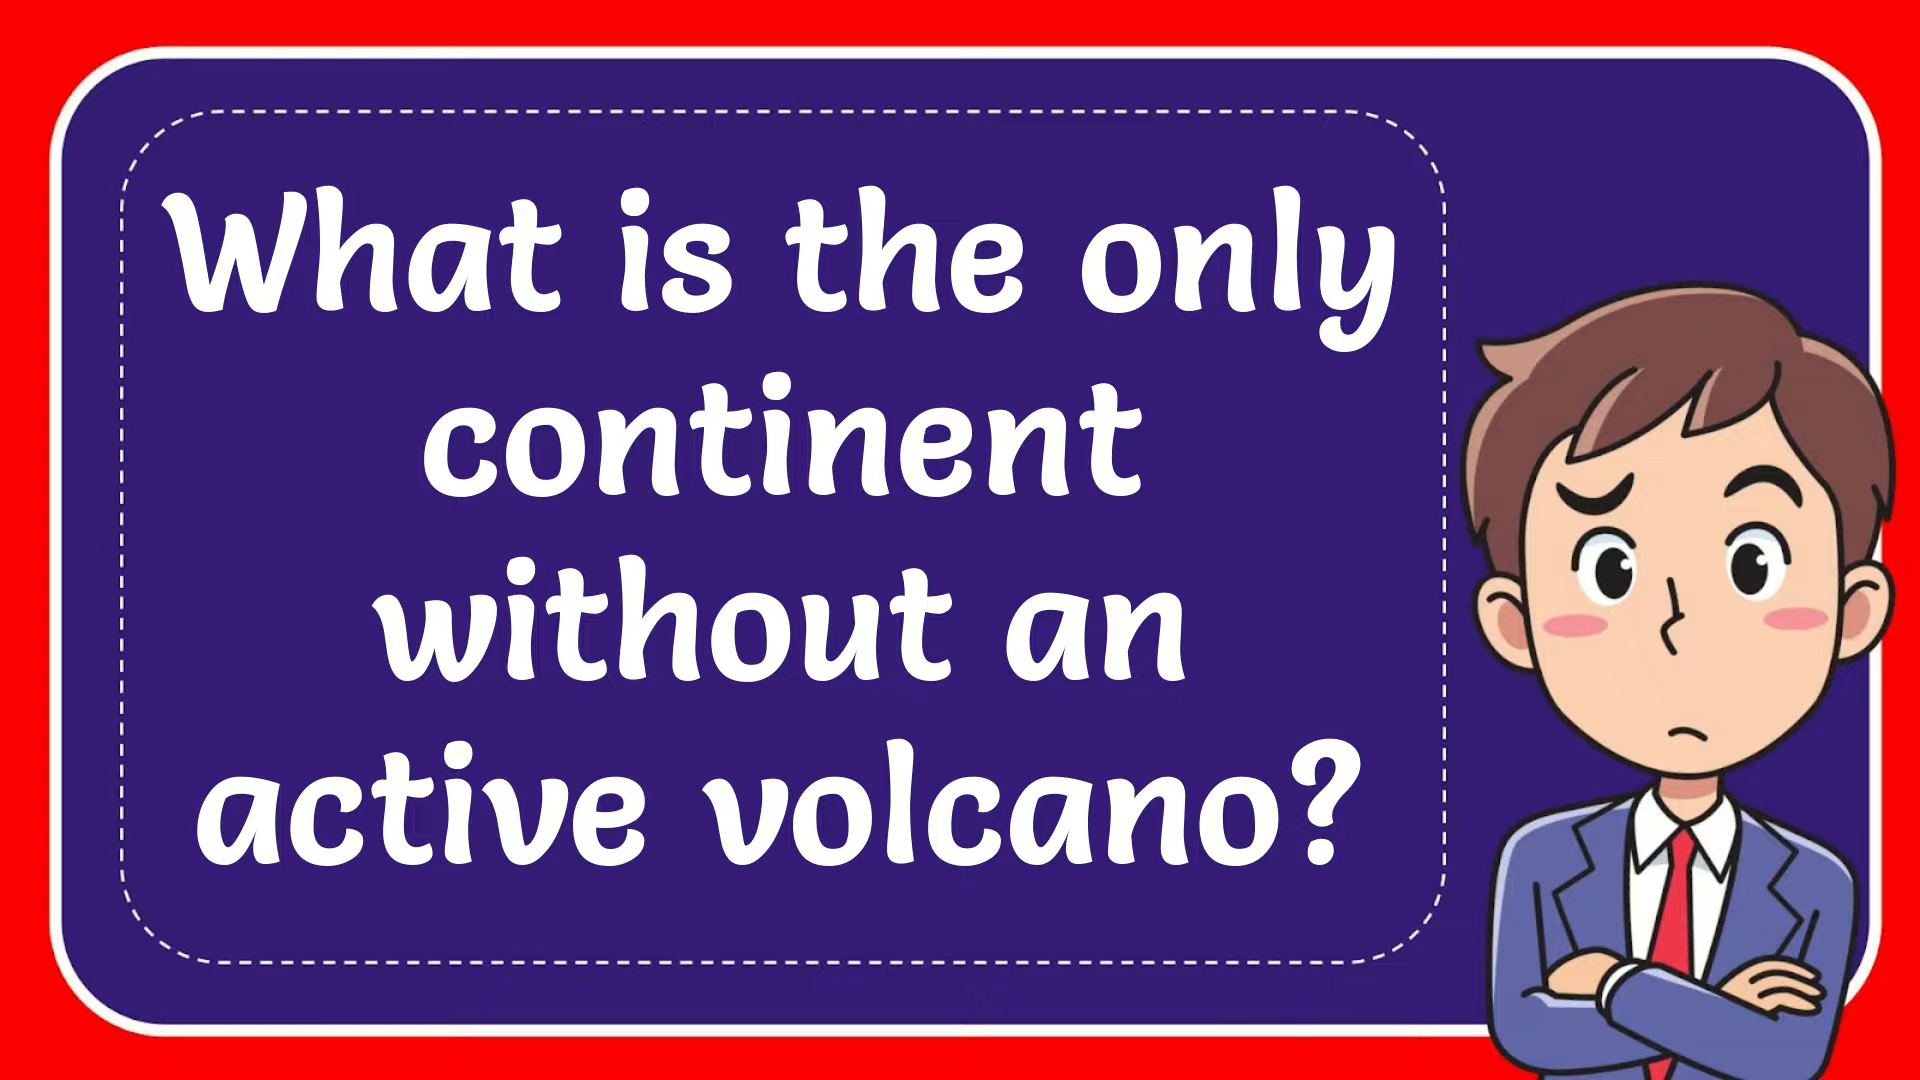 What is the only
continent
without an
active volcano?